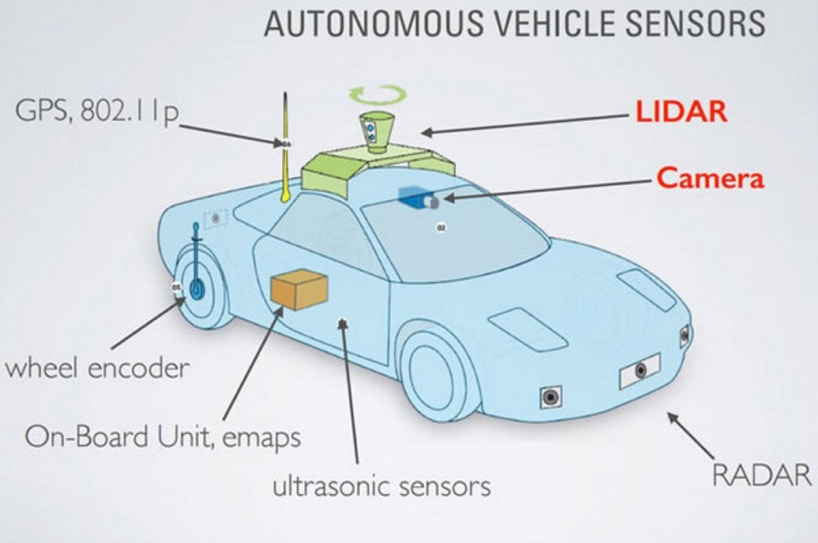 AUTONOMOUS VEHICLE SENSORS
GPS, 802.11p
LIDAR
Camera
wheel encoder
On-Board Unit, emaps
ultrasonic sensors
RADAR